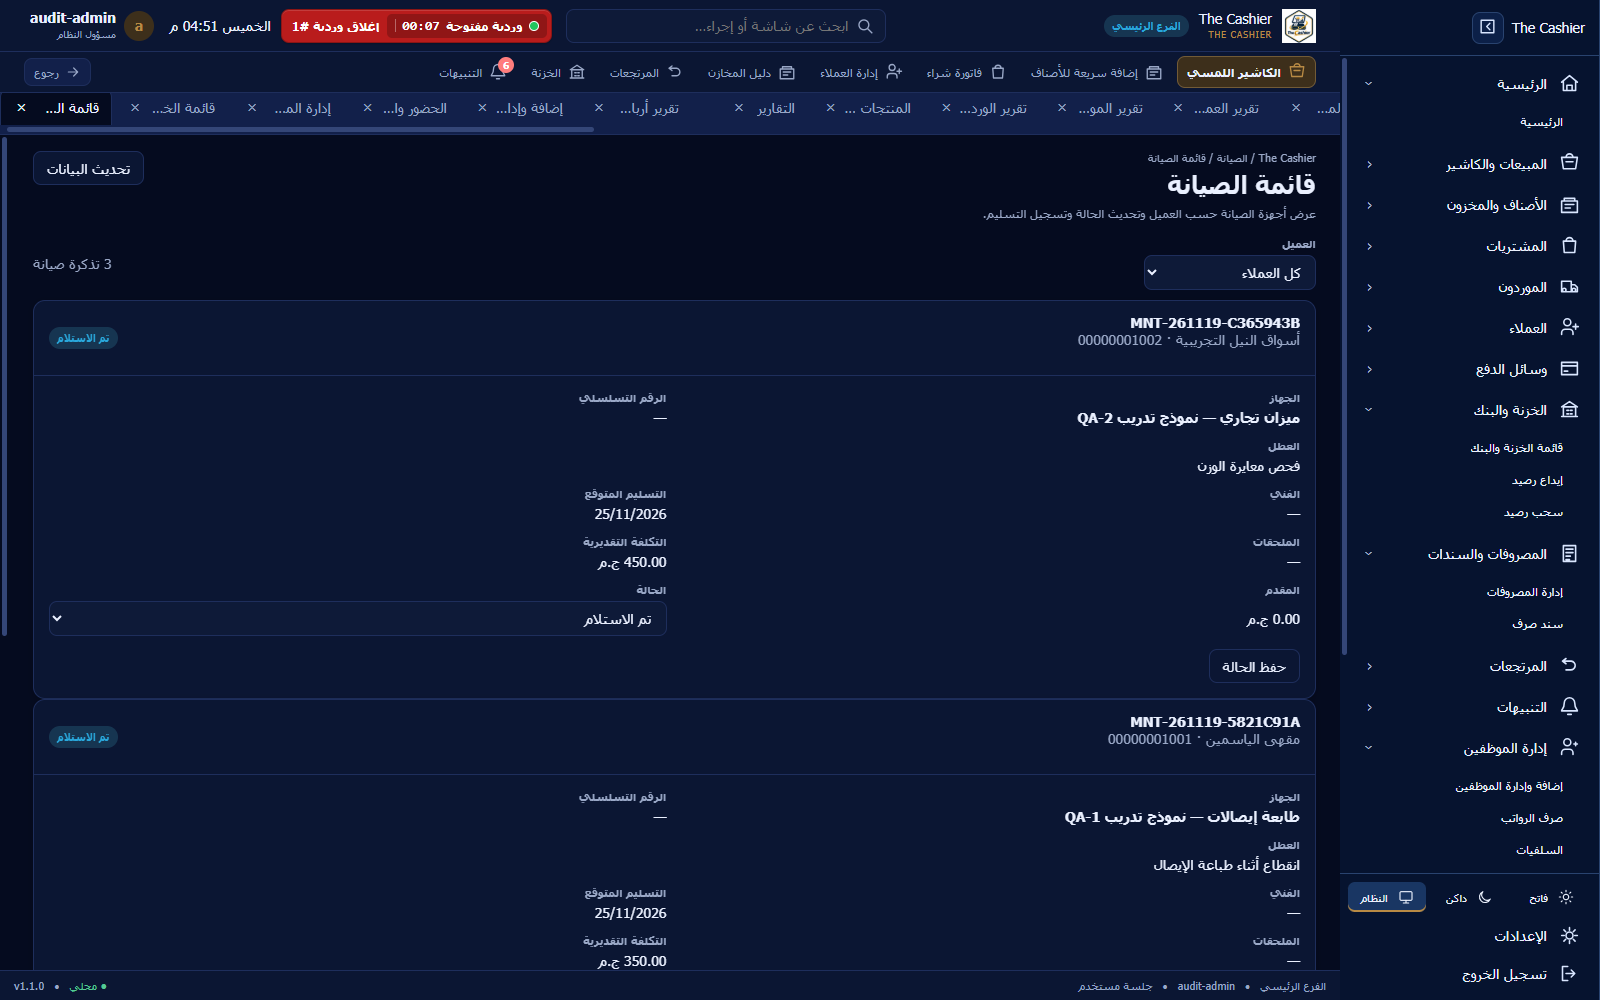 The Cashier
الرئيسية
الرئيسية
المبيعات والكاشير
الأصناف والمخزون
المشتريات
الموردون
العملاء
وسائل الدفع
الخزنة والبنك
قائمة الخزنة والبنك
إيداع رصيد
سحب رصيد
المصروفات والسندات
إدارة المصروفات
سند صرف
المرتجعات
التنبيهات
إدارة الموظفين
إضافة وإدارة الموظفين
صرف الرواتب
السلفيات
فاتح
داكن
النظام
الإعدادات
تسجيل الخروج
The Cashier
THE CASHIER
الفرع الرئيسي
ابحث عن شاشة أو إجراء...
وردية مفتوحة 00:07
إغلاق وردية #1
الخميس 04:51 م
a
audit-admin
مسؤول النظام
الكاشير اللمسي
إضافة سريعة للأصناف
فاتورة شراء
إدارة العملاء
دليل المخازن
المرتجعات
الخزنة
التنبيهات
6
رجوع
المـ...
تقرير العمـ...
تقرير المو...
تقرير الورد...
المنتجات ...
التقارير
تقرير أربا...
إضافة وإدا...
الحضور وا...
إدارة المـ...
قائمة الخـ...
قائمة الـ...
The Cashier / الصيانة / قائمة الصيانة
قائمة الصيانة
عرض أجهزة الصيانة حسب العميل وتحديث الحالة وتسجيل التسليم.
تحديث البيانات
العميل
كل العملاء
3 تذكرة صيانة
MNT-261119-C365943B
أسواق النيل التجريبية · 00000001002
تم الاستلام
الجهاز
ميزان تجاري — نموذج تدريب QA-2
الرقم التسلسلي
—
العطل
فحص معايرة الوزن
الفني
—
التسليم المتوقع
25/11/2026
الملحقات
—
التكلفة التقديرية
450.00 ج.م
المقدم
0.00 ج.م
الحالة
تم الاستلام
حفظ الحالة
MNT-261119-5821C91A
مقهى الياسمين · 00000001001
تم الاستلام
الجهاز
طابعة إيصالات — نموذج تدريب QA-1
الرقم التسلسلي
—
العطل
انقطاع أثناء طباعة الإيصال
الفني
—
التسليم المتوقع
25/11/2026
الملحقات
—
التكلفة التقديرية
350.00 ج.م
الفرع الرئيسي • audit-admin • جلسة مستخدم
محلي • v1.1.0